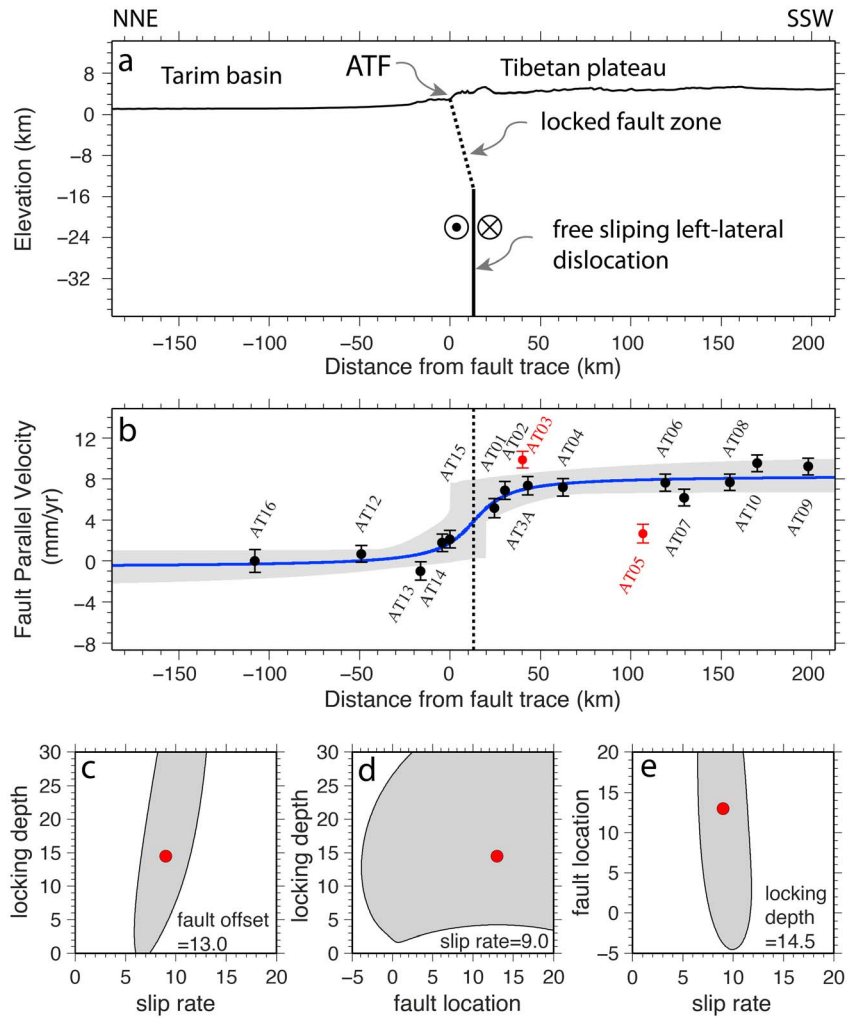 NNE
SSW
a
Tarim basin
ATF
Tibetan plateau
locked fault zone
free sliping left-lateral
dislocation
Elevation (km)
8
0
−8
−16
−24
−32
−150
−100
−50
0
50
100
150
200
Distance from fault trace (km)
b
Fault Parallel Velocity
(mm/yr)
12
8
4
0
−4
−8
AT16
AT12
AT13
AT14
AT15
AT01
AT02
AT03
AT3A
AT04
AT05
AT06
AT07
AT08
AT10
AT09
−150
−100
−50
0
50
100
150
200
Distance from fault trace (km)
c
locking depth
30
25
20
15
10
5
0
fault offset
=13.0
0
5
10
15
20
slip rate
d
locking depth
30
25
20
15
10
5
0
slip rate=9.0
−5
0
5
10
15
20
fault location
e
fault location
20
15
10
5
0
−5
locking
depth
=14.5
0
5
10
15
20
slip rate